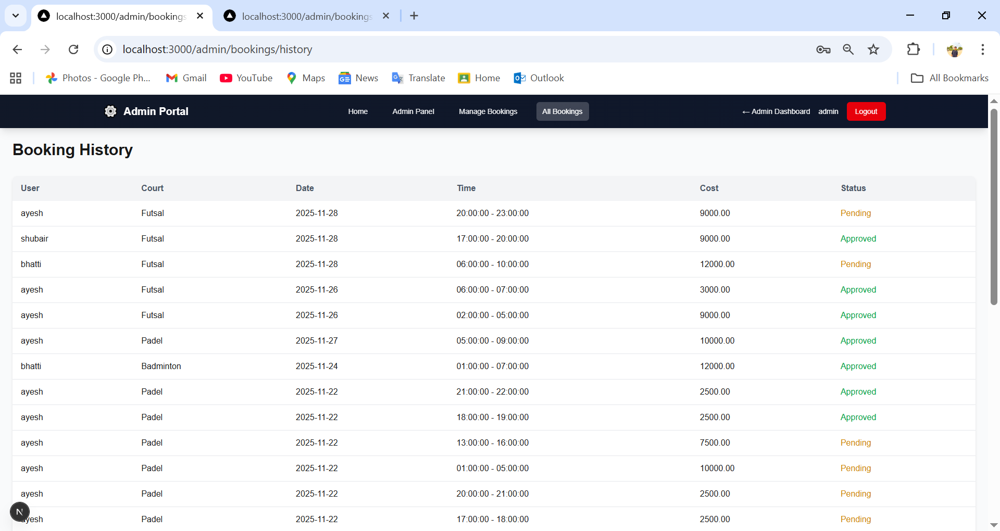 localhost:3000/admin/bookings
localhost:3000/admin/bookings
localhost:3000/admin/bookings/history
Photos - Google Ph... Gmail YouTube Maps News Translate Home Outlook All Bookmarks
Admin Portal Home Admin Panel Manage Bookings All Bookings ← Admin Dashboard admin Logout
Booking History
User Court Date Time Cost Status
ayesh Futsal 2025-11-28 20:00:00 - 23:00:00 9000.00 Pending
shubair Futsal 2025-11-28 17:00:00 - 20:00:00 9000.00 Approved
bhatti Futsal 2025-11-28 06:00:00 - 10:00:00 12000.00 Pending
ayesh Futsal 2025-11-26 06:00:00 - 07:00:00 3000.00 Approved
ayesh Futsal 2025-11-26 02:00:00 - 05:00:00 9000.00 Approved
ayesh Padel 2025-11-27 05:00:00 - 09:00:00 10000.00 Approved
bhatti Badminton 2025-11-24 01:00:00 - 07:00:00 12000.00 Approved
ayesh Padel 2025-11-22 21:00:00 - 22:00:00 2500.00 Approved
ayesh Padel 2025-11-22 18:00:00 - 19:00:00 2500.00 Approved
ayesh Padel 2025-11-22 13:00:00 - 16:00:00 7500.00 Pending
ayesh Padel 2025-11-22 01:00:00 - 05:00:00 10000.00 Pending
ayesh Padel 2025-11-22 20:00:00 - 21:00:00 2500.00 Pending
N
ayesh Padel 2025-11-22 17:00:00 - 18:00:00 2500.00 Pending